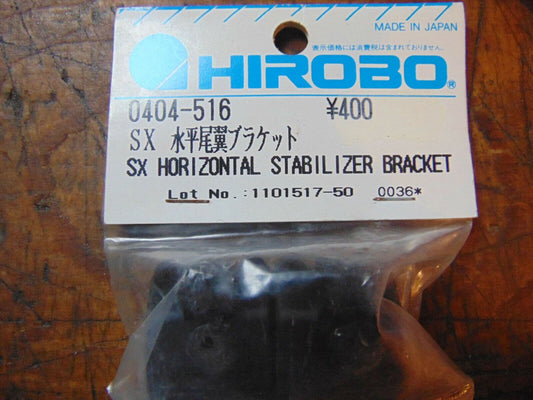 MADE IN JAPAN
表示価格には消費税は含まれておりません。
HIROBO®
0404-516 ¥400
SX 水平尾翼ブラケット
SX HORIZONTAL STABILIZER BRACKET
Lot No.:1101517-50 0036*